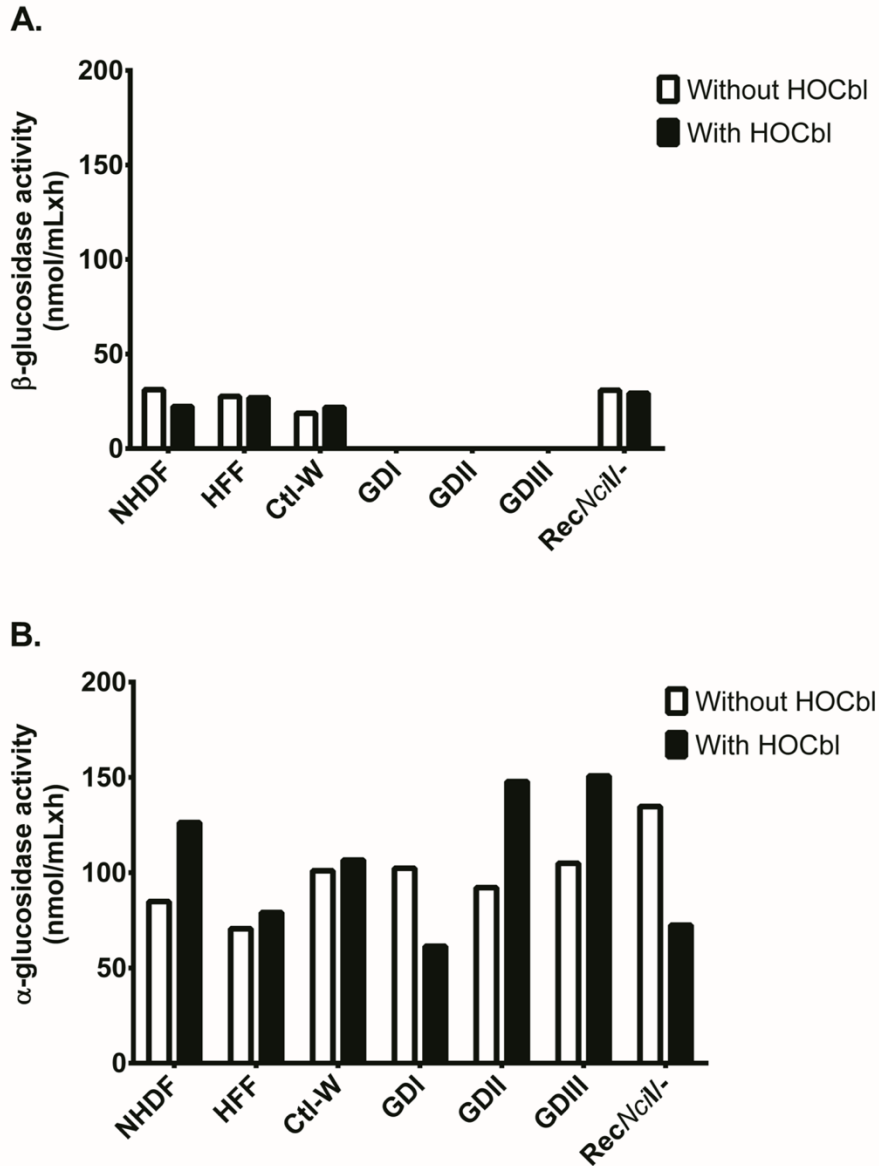 A.
200
150
100
50
0
β-glucosidase activity
(nmol/mLxh)
Without HOCbl
With HOCbl
NHDF
HFF
Ctl-W
GDI
GDII
GDIII
RecNciI/-
B.
200
150
100
50
0
α-glucosidase activity
(nmol/mLxh)
Without HOCbl
With HOCbl
NHDF
HFF
Ctl-W
GDI
GDII
GDIII
RecNciI/-